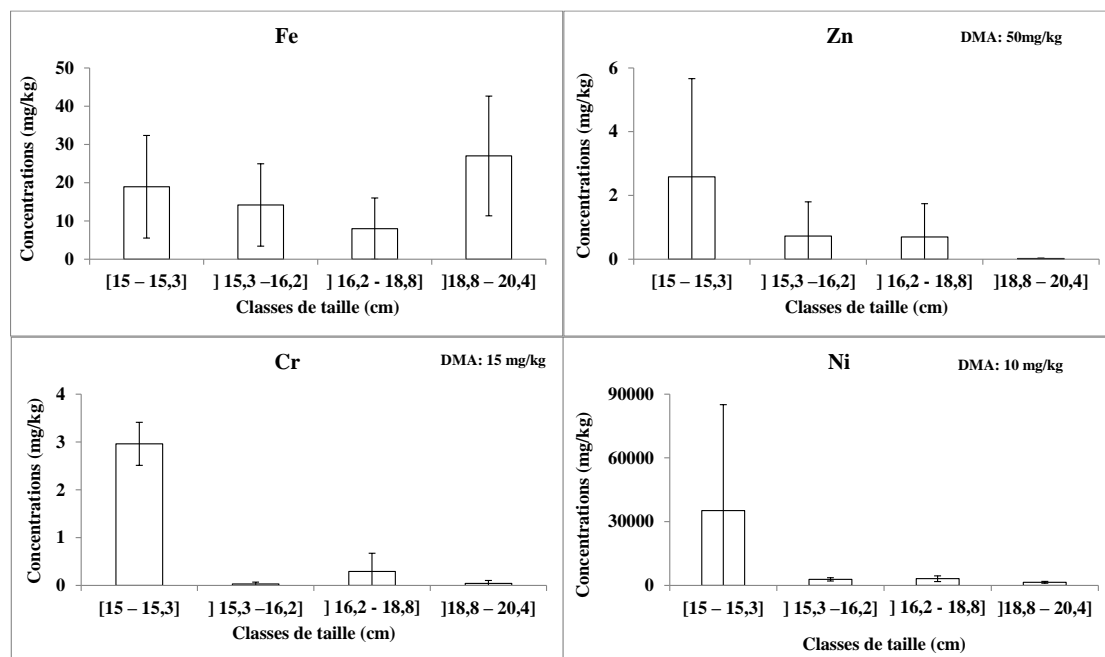 Fe
Concentrations (mg/kg)
50
40
30
20
10
0
[15 – 15,3]
] 15,3 –16,2]
] 16,2 - 18,8]
]18,8 – 20,4]
Classes de taille (cm)
Zn
DMA: 50mg/kg
Concentrations (mg/kg)
6
4
2
0
[15 – 15,3]
] 15,3 –16,2]
] 16,2 - 18,8]
]18,8 – 20,4]
Classes de taille (cm)
Cr
DMA: 15 mg/kg
Concentrations (mg/kg)
4
3
2
1
0
[15 – 15,3]
] 15,3 –16,2]
] 16,2 - 18,8]
]18,8 – 20,4]
Classes de taille (cm)
Ni
DMA: 10 mg/kg
Concentrations (mg/kg)
90000
60000
30000
0
[15 – 15,3]
] 15,3 –16,2]
] 16,2 - 18,8]
]18,8 – 20,4]
Classes de taille (cm)